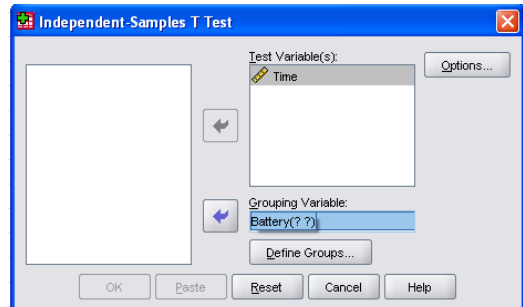 Independent-Samples T Test
Test Variable(s):
Time
Options...
Grouping Variable:
Battery(? ?)
Define Groups...
OK Paste Reset Cancel Help